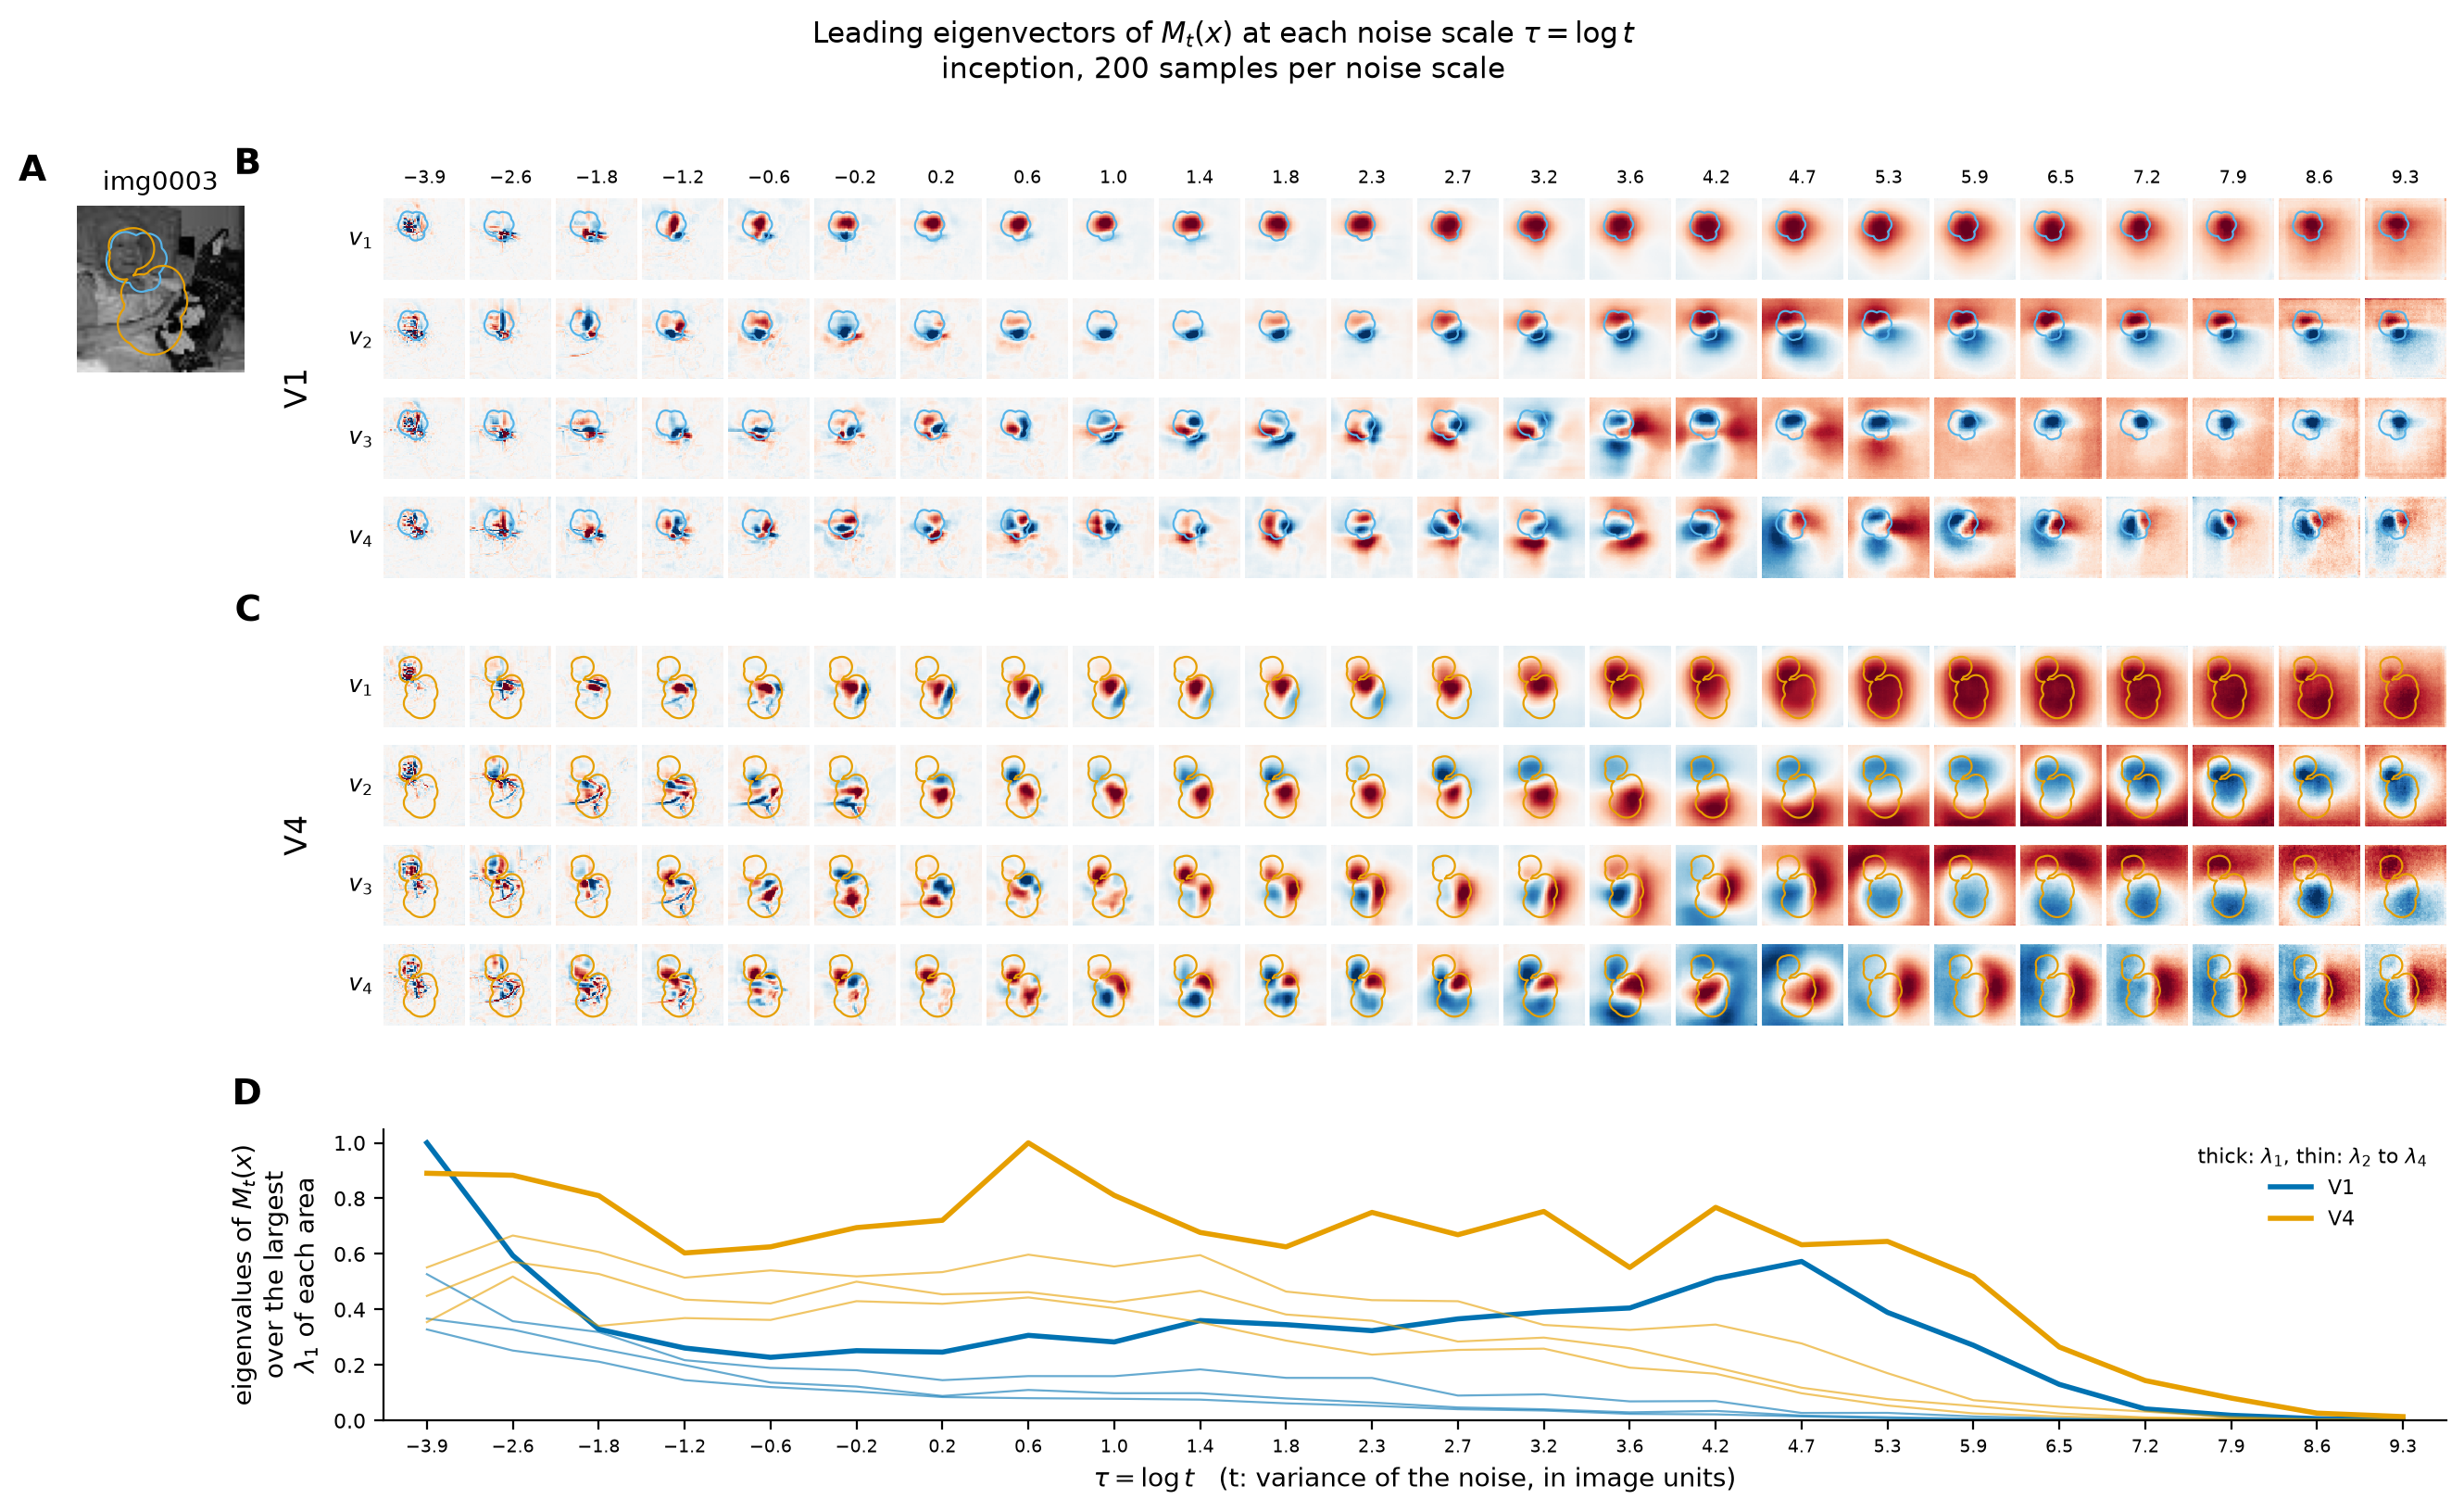 Leading eigenvectors of M_t(x) at each noise scale τ = log t
inception, 200 samples per noise scale
A
img0003
B
−3.9 −2.6 −1.8 −1.2 −0.6 −0.2 0.2 0.6 1.0 1.4 1.8 2.3 2.7 3.2 3.6 4.2 4.7 5.3 5.9 6.5 7.2 7.9 8.6 9.3
V1
v₁
v₂
v₃
v₄
C
V4
v₁
v₂
v₃
v₄
D
eigenvalues of M_t(x)
over the largest
λ₁ of each area
1.0
0.8
0.6
0.4
0.2
0.0
thick: λ₁, thin: λ₂ to λ₄
V1
V4
−3.9 −2.6 −1.8 −1.2 −0.6 −0.2 0.2 0.6 1.0 1.4 1.8 2.3 2.7 3.2 3.6 4.2 4.7 5.3 5.9 6.5 7.2 7.9 8.6 9.3
τ = log t (t: variance of the noise, in image units)